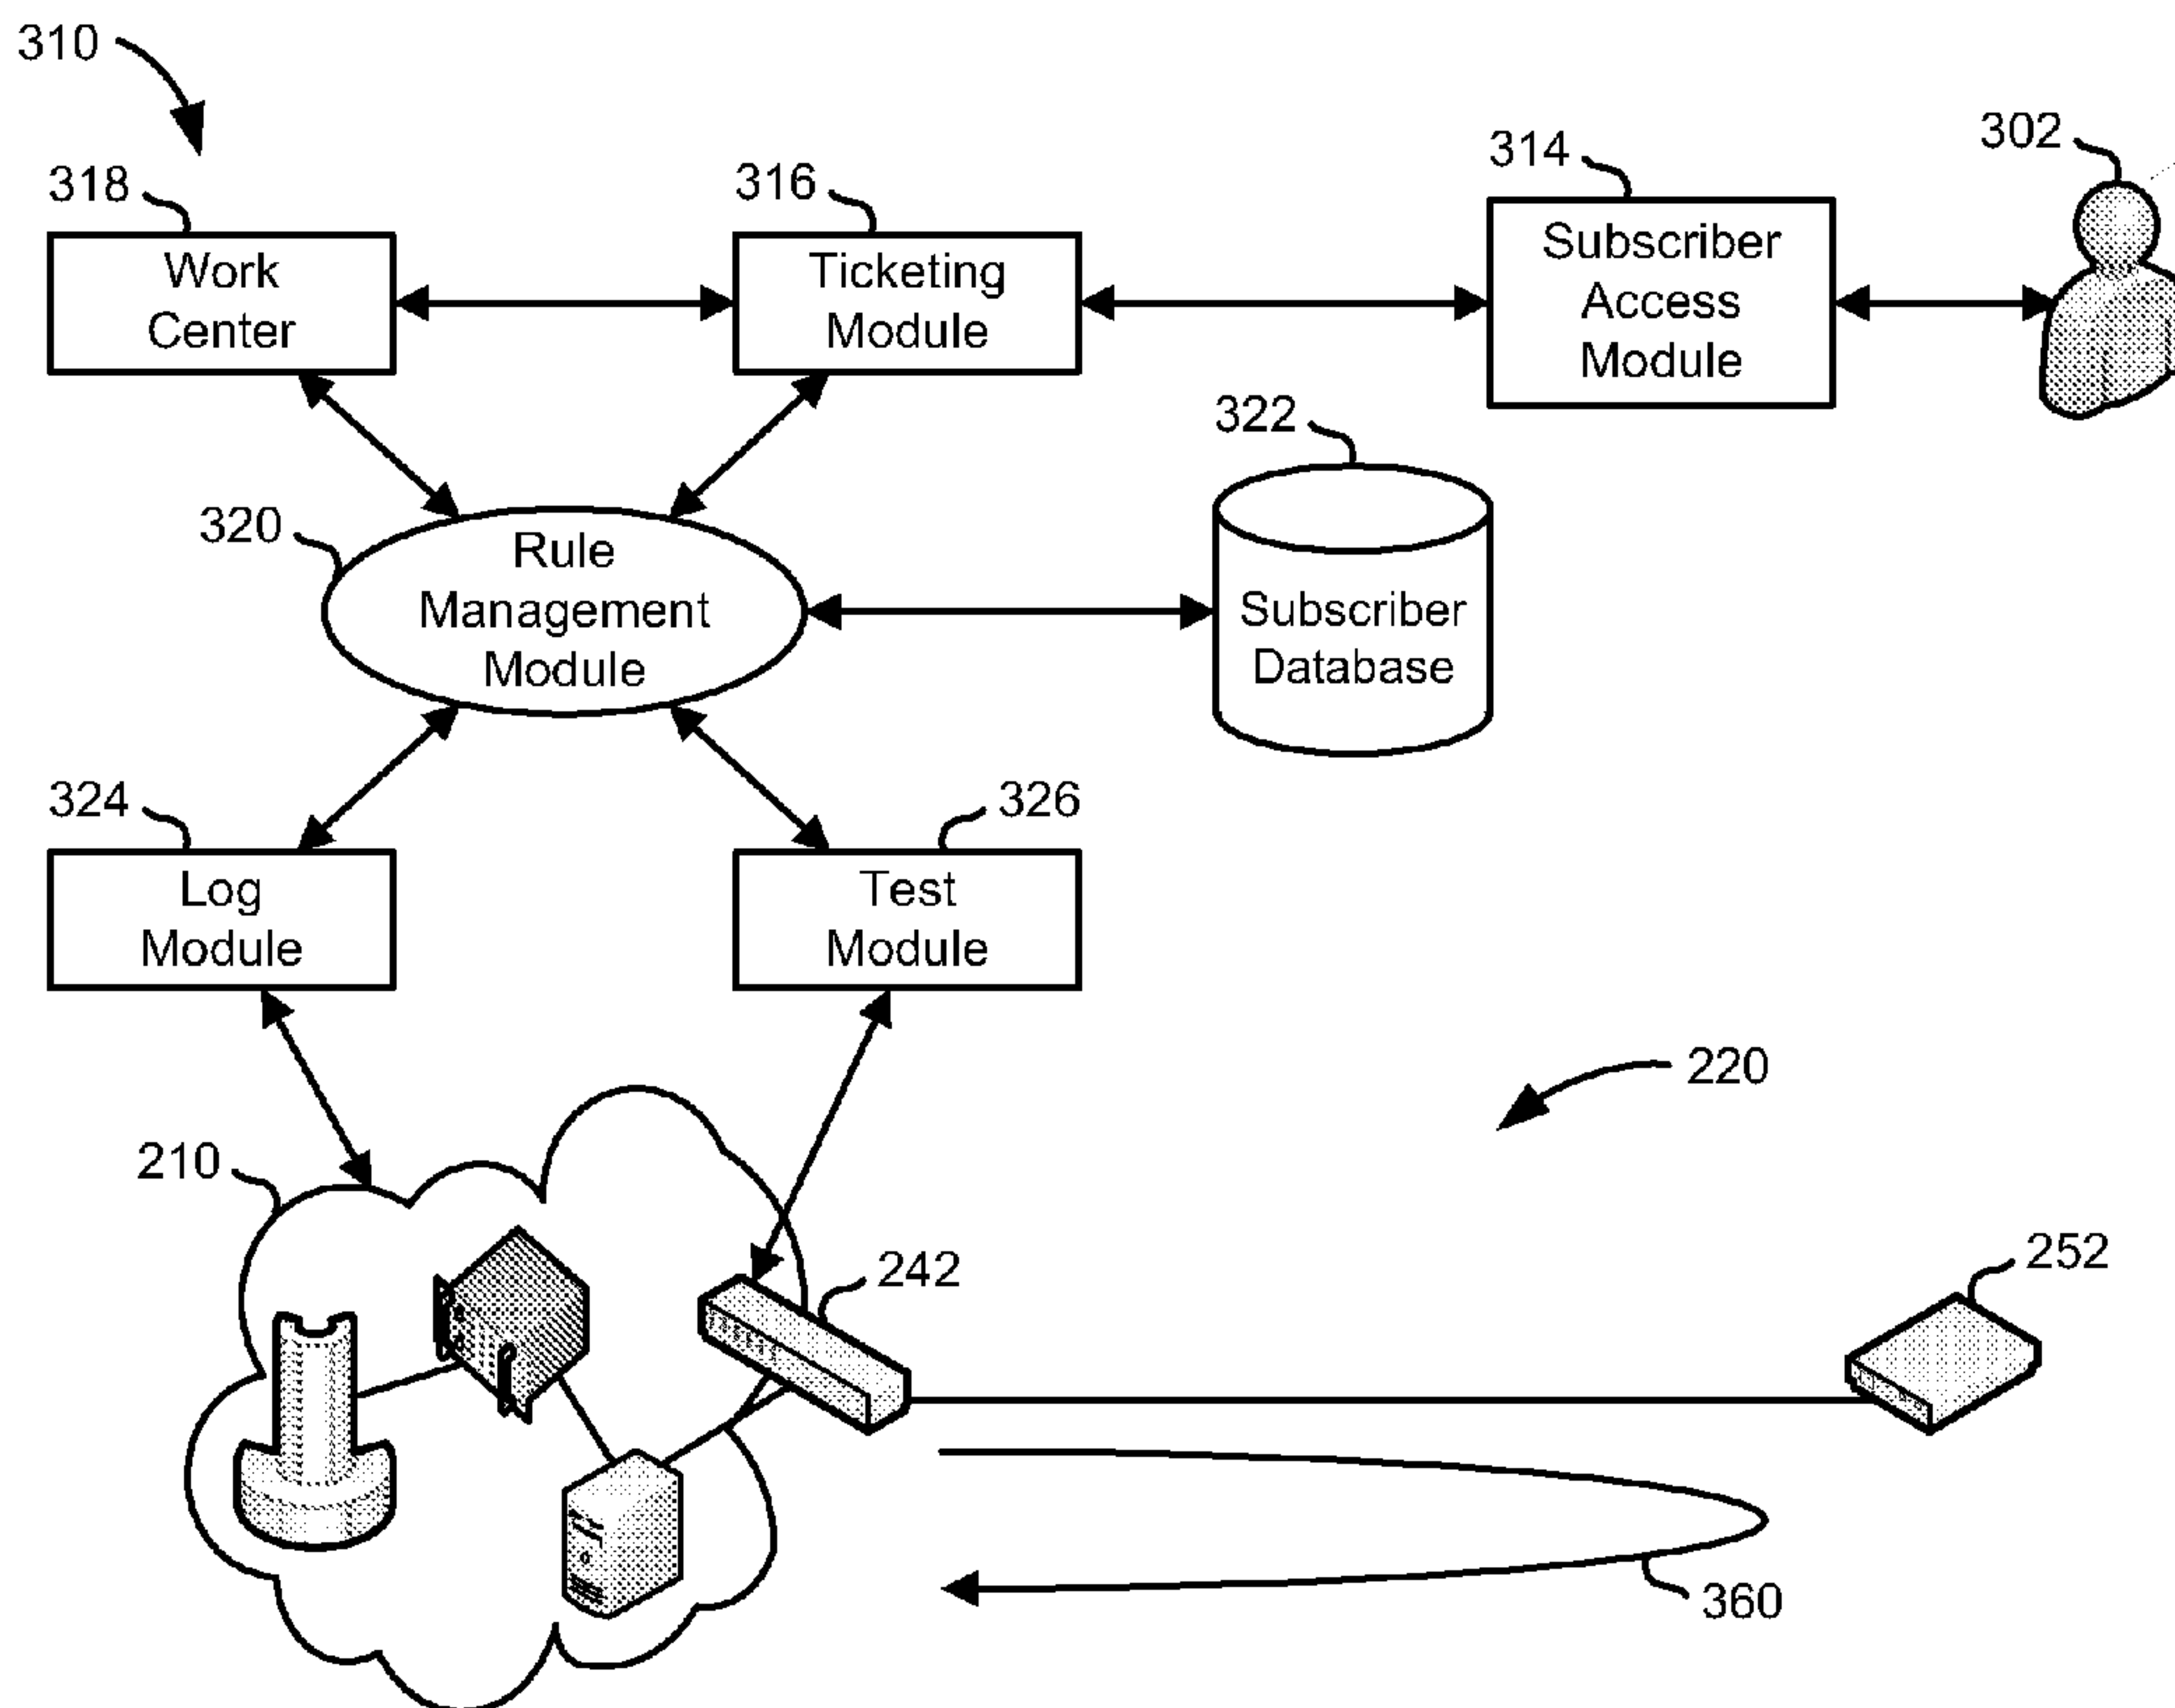 310
302
314
318
316
Subscriber
Access
Module
Work
Center
Ticketing
Module
322
320
Rule
Management
Module
Subscriber
Database
324
326
Log
Module
Test
Module
220
210
242
252
360